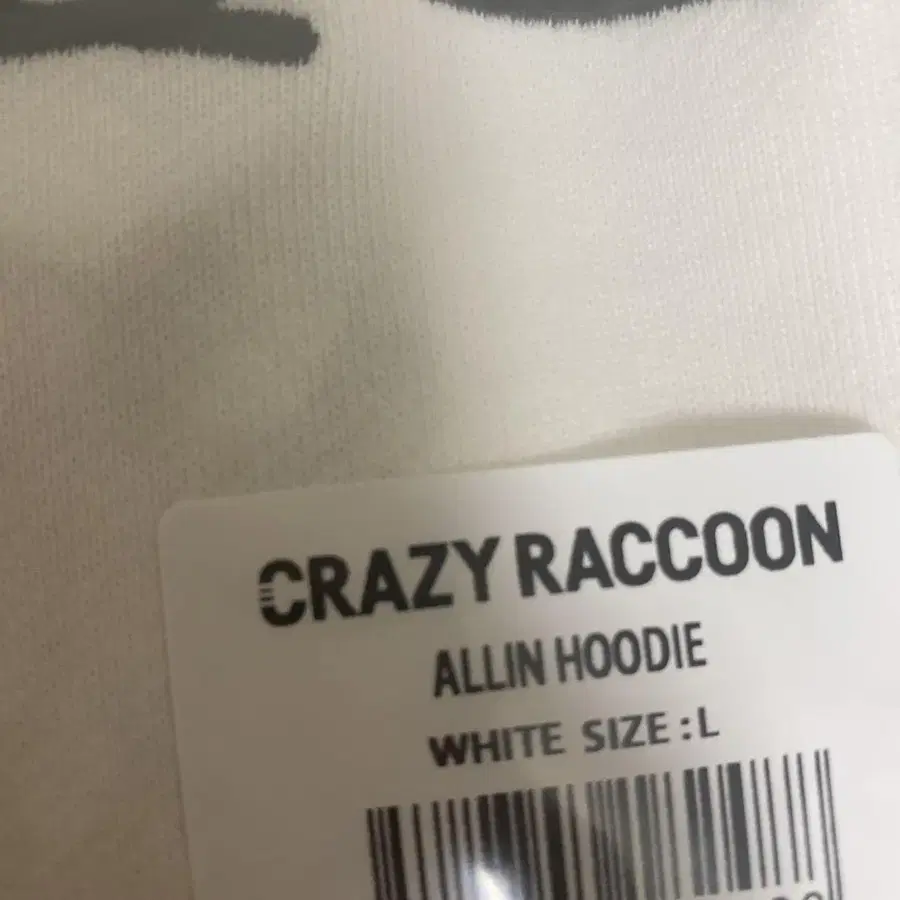 CRAZY RACCOON
ALLIN HOODIE
WHITE SIZE : L